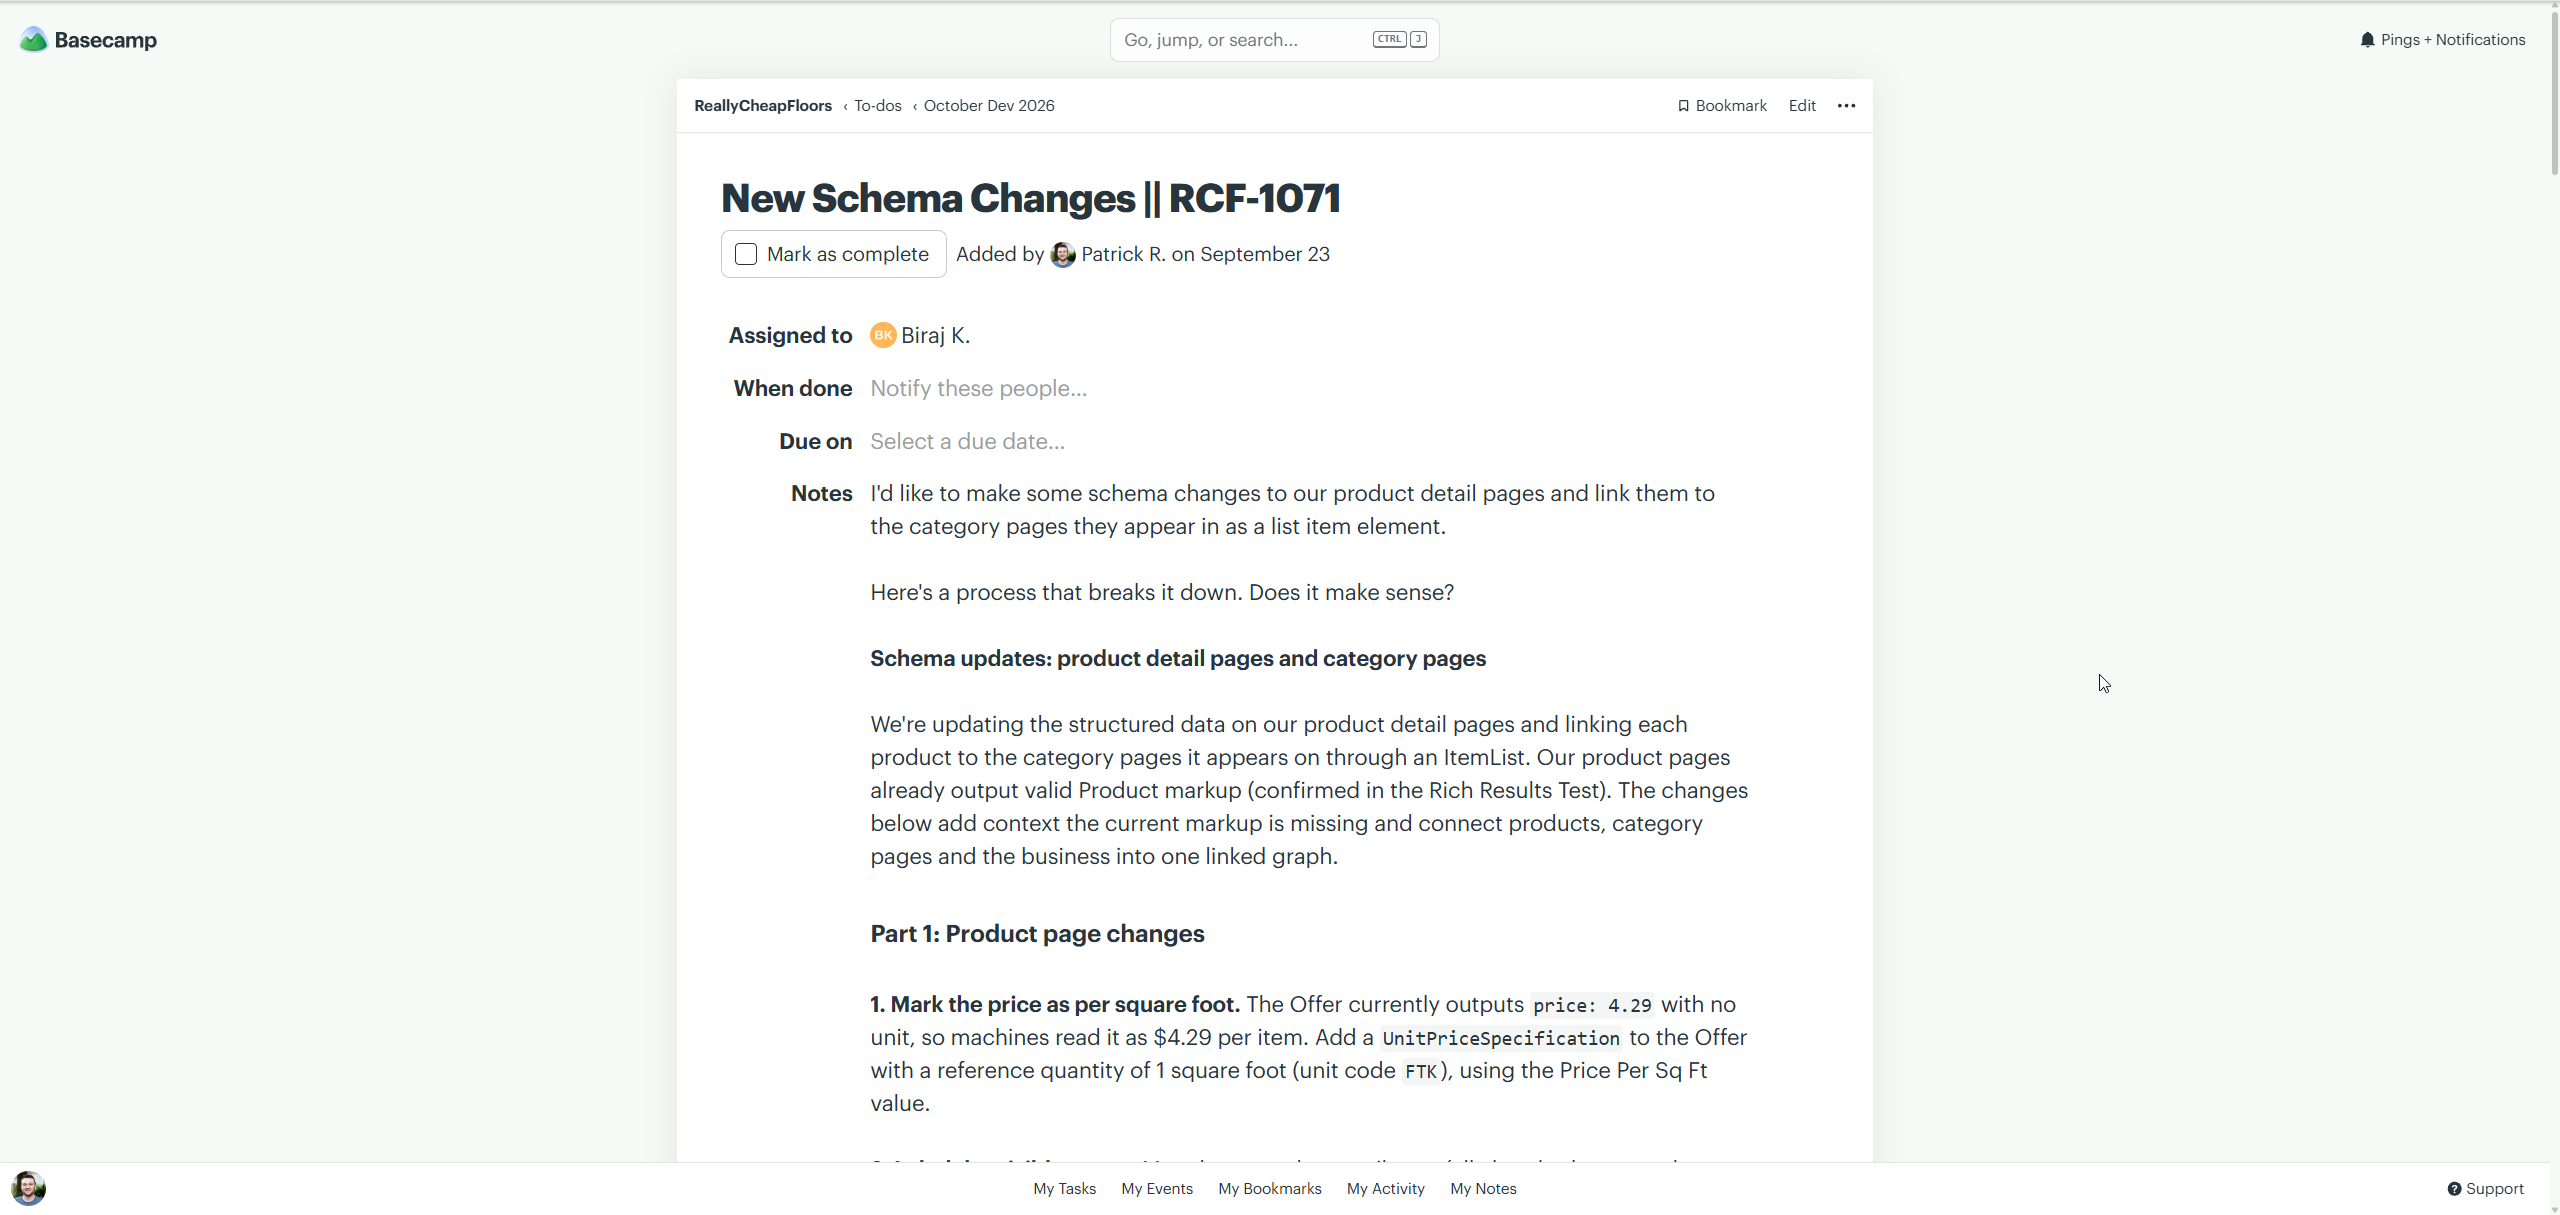 Basecamp
Go, jump, or search... CTRL J
Pings + Notifications
ReallyCheapFloors ‹ To-dos ‹ October Dev 2026
Bookmark Edit ...
New Schema Changes || RCF-1071
Mark as complete Added by Patrick R. on September 23
Assigned to BK Biraj K.
When done Notify these people...
Due on Select a due date...
Notes I'd like to make some schema changes to our product detail pages and link them to
the category pages they appear in as a list item element.
Here's a process that breaks it down. Does it make sense?
Schema updates: product detail pages and category pages
We're updating the structured data on our product detail pages and linking each
product to the category pages it appears on through an ItemList. Our product pages
already output valid Product markup (confirmed in the Rich Results Test). The changes
below add context the current markup is missing and connect products, category
pages and the business into one linked graph.
Part 1: Product page changes
1. Mark the price as per square foot. The Offer currently outputs price: 4.29 with no
unit, so machines read it as $4.29 per item. Add a UnitPriceSpecification to the Offer
with a reference quantity of 1 square foot (unit code FTK), using the Price Per Sq Ft
value.
My Tasks My Events My Bookmarks My Activity My Notes
Support